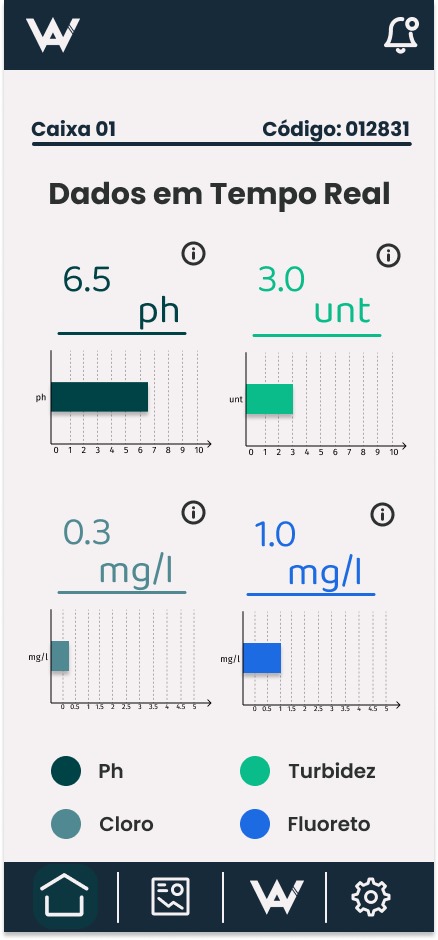 Caixa 01 Código: 012831
Dados em Tempo Real
6.5 ph
3.0 unt
ph
0 1 2 3 4 5 6 7 8 9 10
unt
0 1 2 3 4 5 6 7 8 9 10
0.3 mg/l
1.0 mg/l
mg/l
0 0.5 1 1.5 2 2.5 3 3.5 4 4.5 5
mg/l
0 0.5 1 1.5 2 2.5 3 3.5 4 4.5 5
Ph Turbidez
Cloro Fluoreto